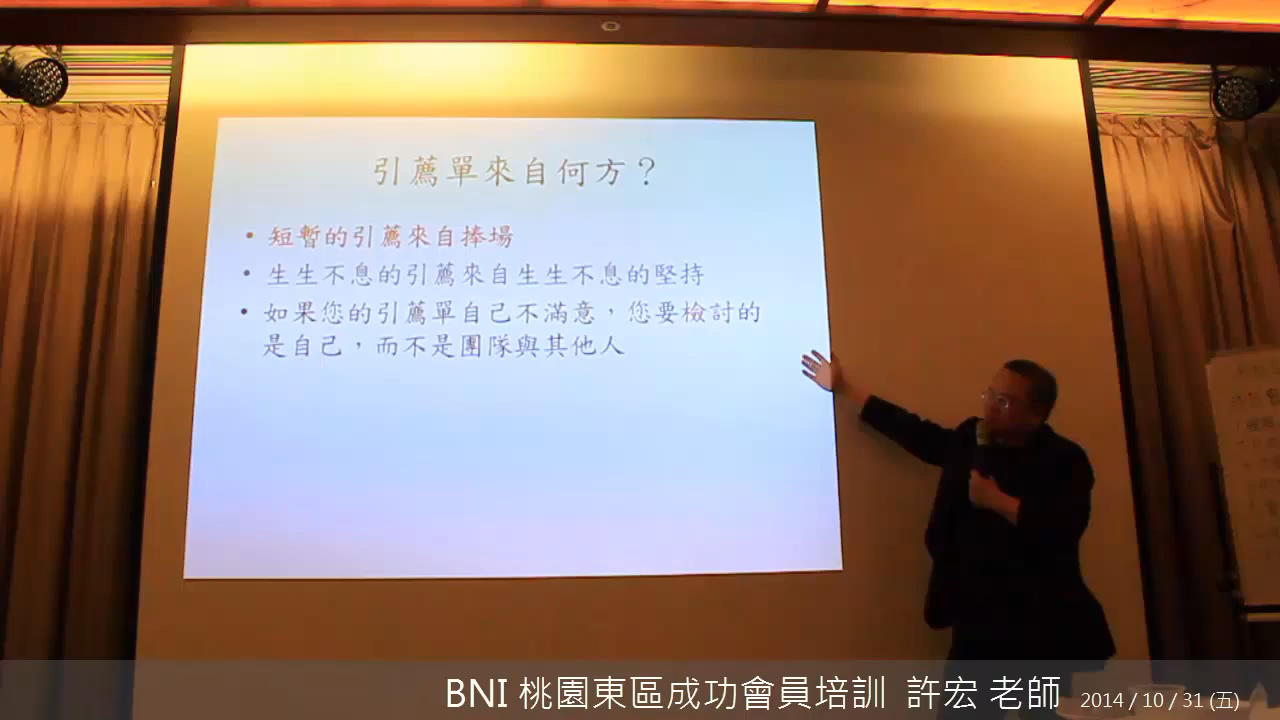 引薦單來自何方？
• 短暫的引薦來自捧場
• 生生不息的引薦來自生生不息的堅持
• 如果您的引薦單自己不滿意，您要檢討的
是自己，而不是團隊與其他人
BNI 桃園東區成功會員培訓 許宏 老師 2014 / 10 / 31 (五)